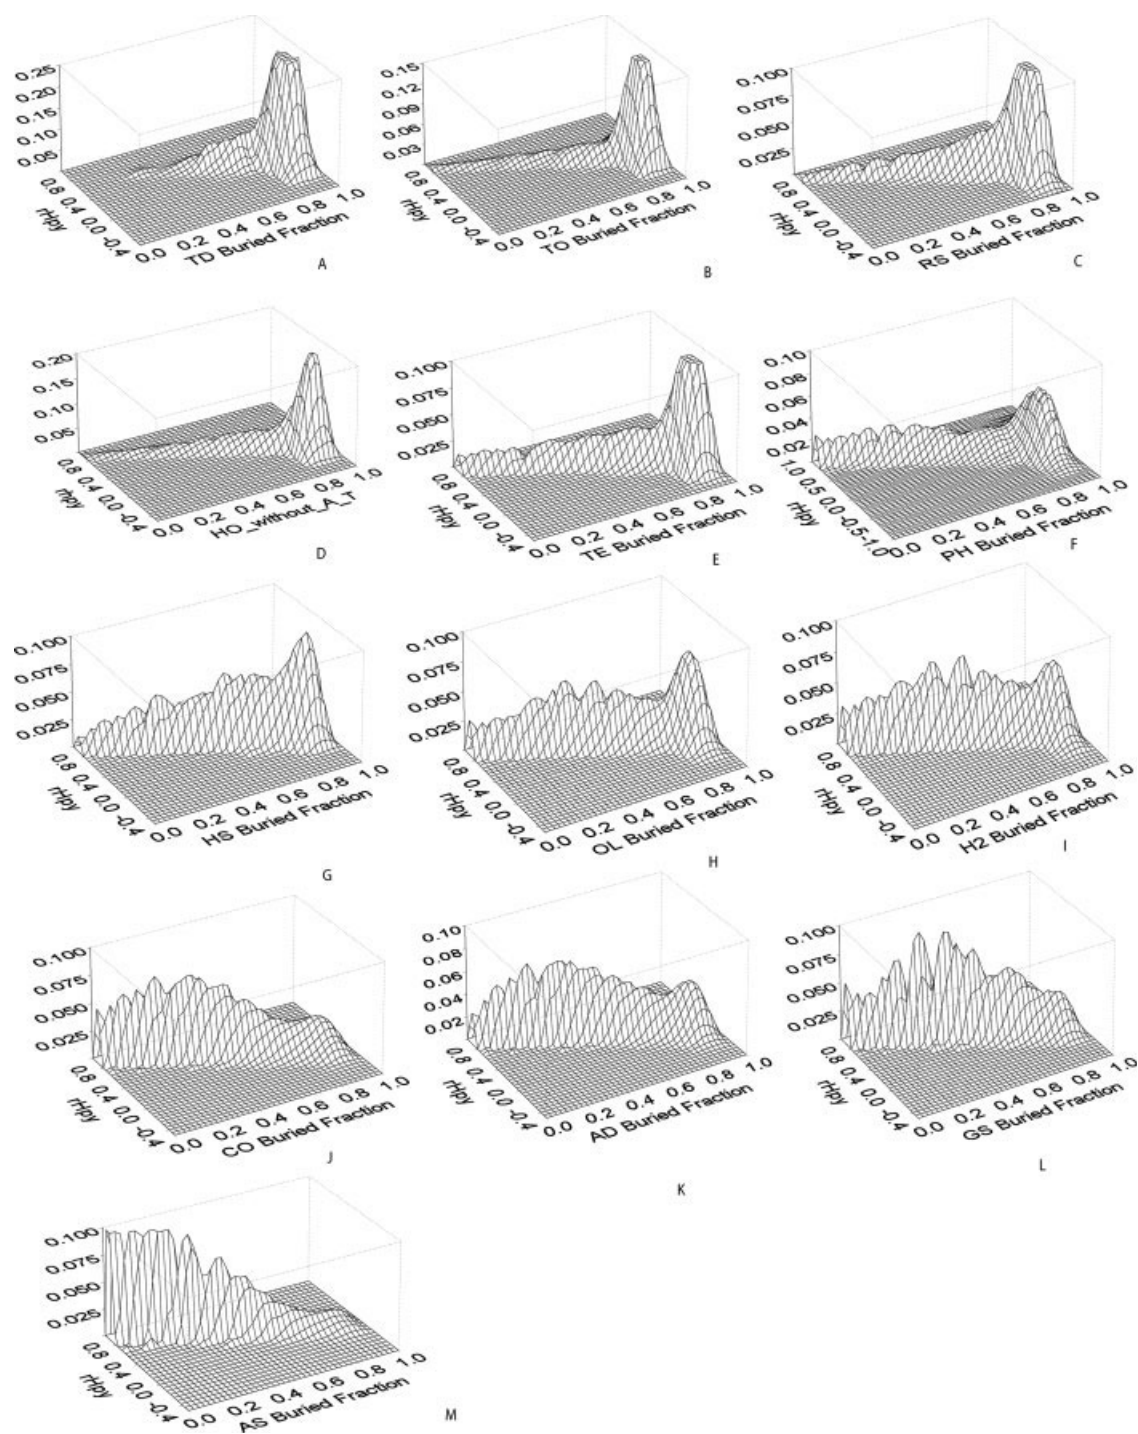 0.25
0.20
0.15
0.10
0.05
0.8 0.4 0.0 -0.4
rHpy
0.0 0.2 0.4 0.6 0.8 1.0
TD Buried Fraction
A
0.15
0.12
0.09
0.06
0.03
0.8 0.4 0.0 -0.4
rHpy
0.0 0.2 0.4 0.6 0.8 1.0
TO Buried Fraction
B
0.100
0.075
0.050
0.025
0.8 0.4 0.0 -0.4
rHpy
0.0 0.2 0.4 0.6 0.8 1.0
RS Buried Fraction
C
0.20
0.15
0.10
0.05
0.8 0.4 0.0 -0.4
rHpy
0.0 0.2 0.4 0.6 0.8 1.0
HO_without_A_T
D
0.100
0.075
0.050
0.025
0.8 0.4 0.0 -0.4
rHpy
0.0 0.2 0.4 0.6 0.8 1.0
TE Buried Fraction
E
0.10
0.08
0.06
0.04
0.02
1.0 0.5 0.0 -0.5 -1.0
rHpy
0.0 0.2 0.4 0.6 0.8 1.0
PH Buried Fraction
F
0.100
0.075
0.050
0.025
0.8 0.4 0.0 -0.4
rHpy
0.0 0.2 0.4 0.6 0.8 1.0
HS Buried Fraction
G
0.100
0.075
0.050
0.025
0.8 0.4 0.0 -0.4
rHpy
0.0 0.2 0.4 0.6 0.8 1.0
OL Buried Fraction
H
0.100
0.075
0.050
0.025
0.8 0.4 0.0 -0.4
rHpy
0.0 0.2 0.4 0.6 0.8 1.0
H2 Buried Fraction
I
0.100
0.075
0.050
0.025
0.8 0.4 0.0 -0.4
rHpy
0.0 0.2 0.4 0.6 0.8 1.0
CO Buried Fraction
J
0.10
0.08
0.06
0.04
0.02
0.8 0.4 0.0 -0.4
rHpy
0.0 0.2 0.4 0.6 0.8 1.0
AD Buried Fraction
K
0.100
0.075
0.050
0.025
0.8 0.4 0.0 -0.4
rHpy
0.0 0.2 0.4 0.6 0.8 1.0
GS Buried Fraction
L
0.100
0.075
0.050
0.025
0.8 0.4 0.0 -0.4
rHpy
0.0 0.2 0.4 0.6 0.8 1.0
AS Buried Fraction
M